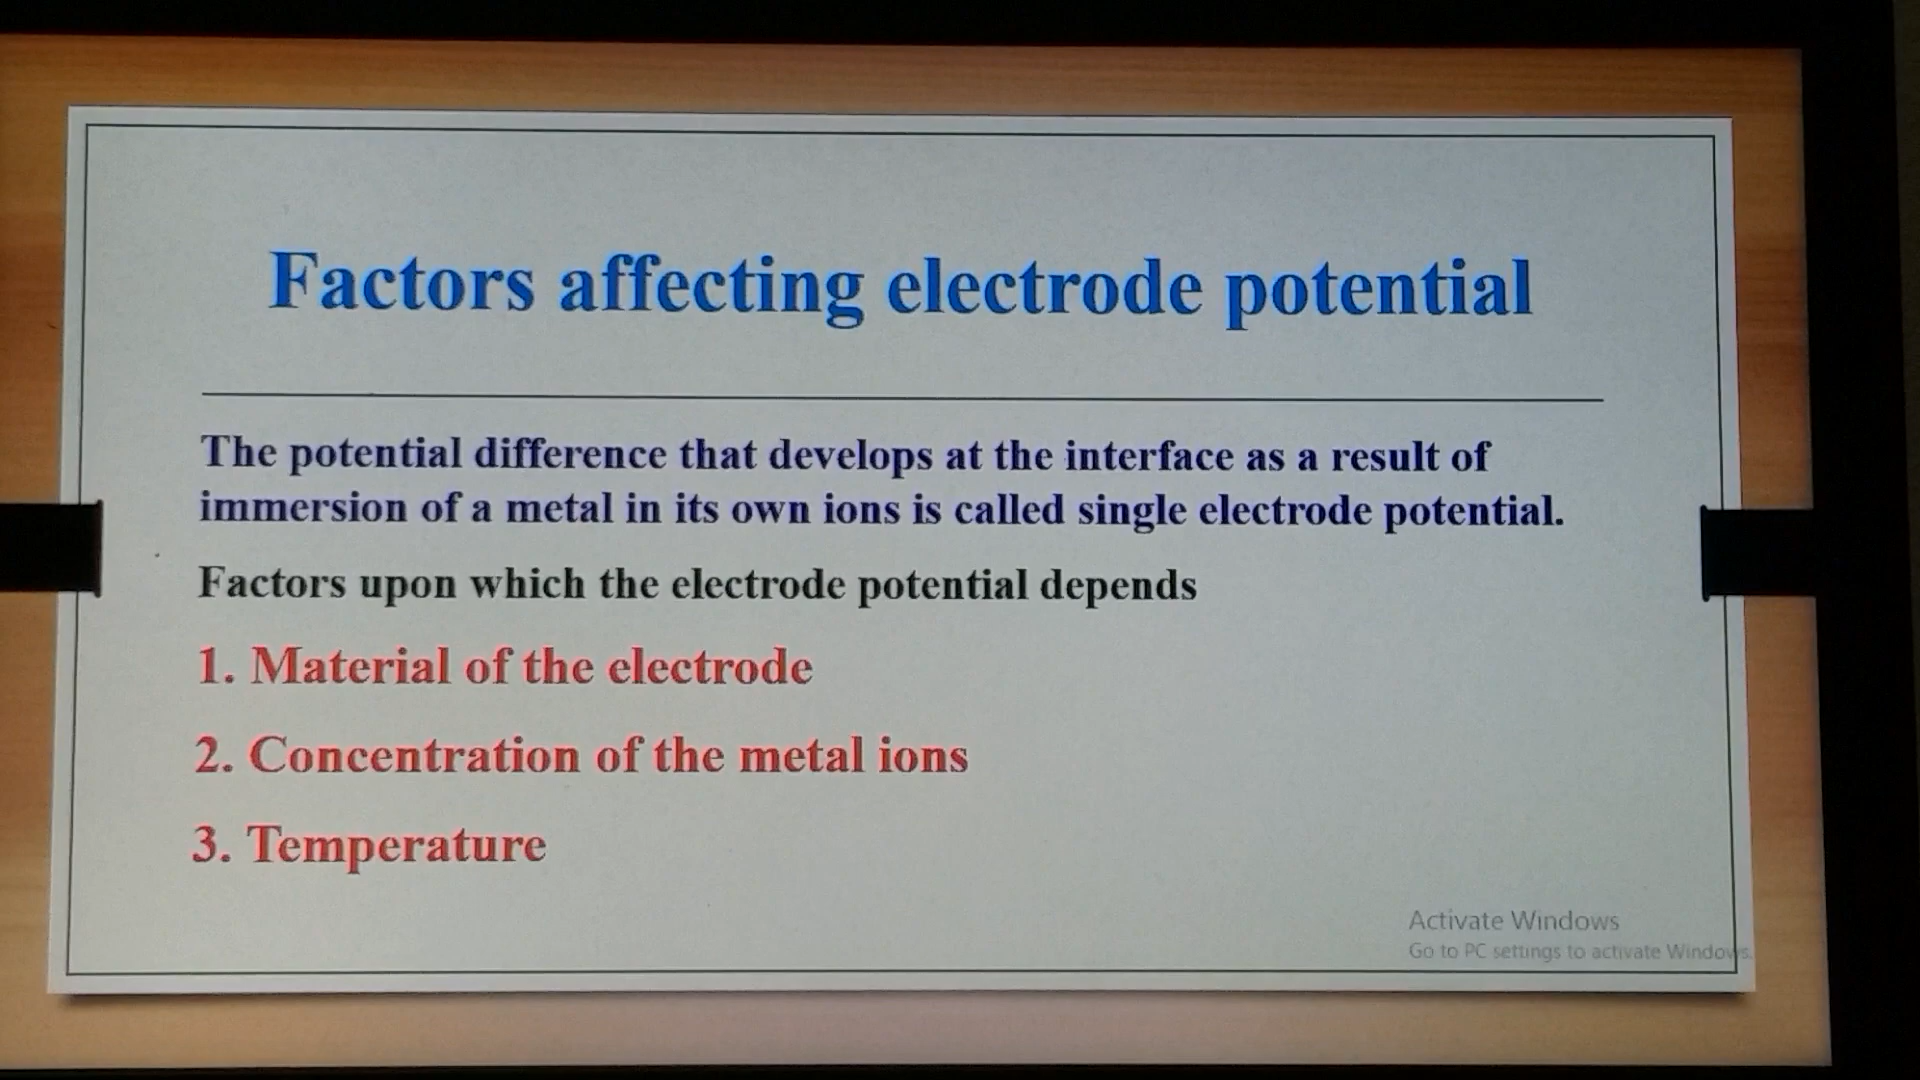 Factors affecting electrode potential
The potential difference that develops at the interface as a result of
immersion of a metal in its own ions is called single electrode potential.
Factors upon which the electrode potential depends
1. Material of the electrode
2. Concentration of the metal ions
3. Temperature
Activate Windows
Go to PC settings to activate Windows.